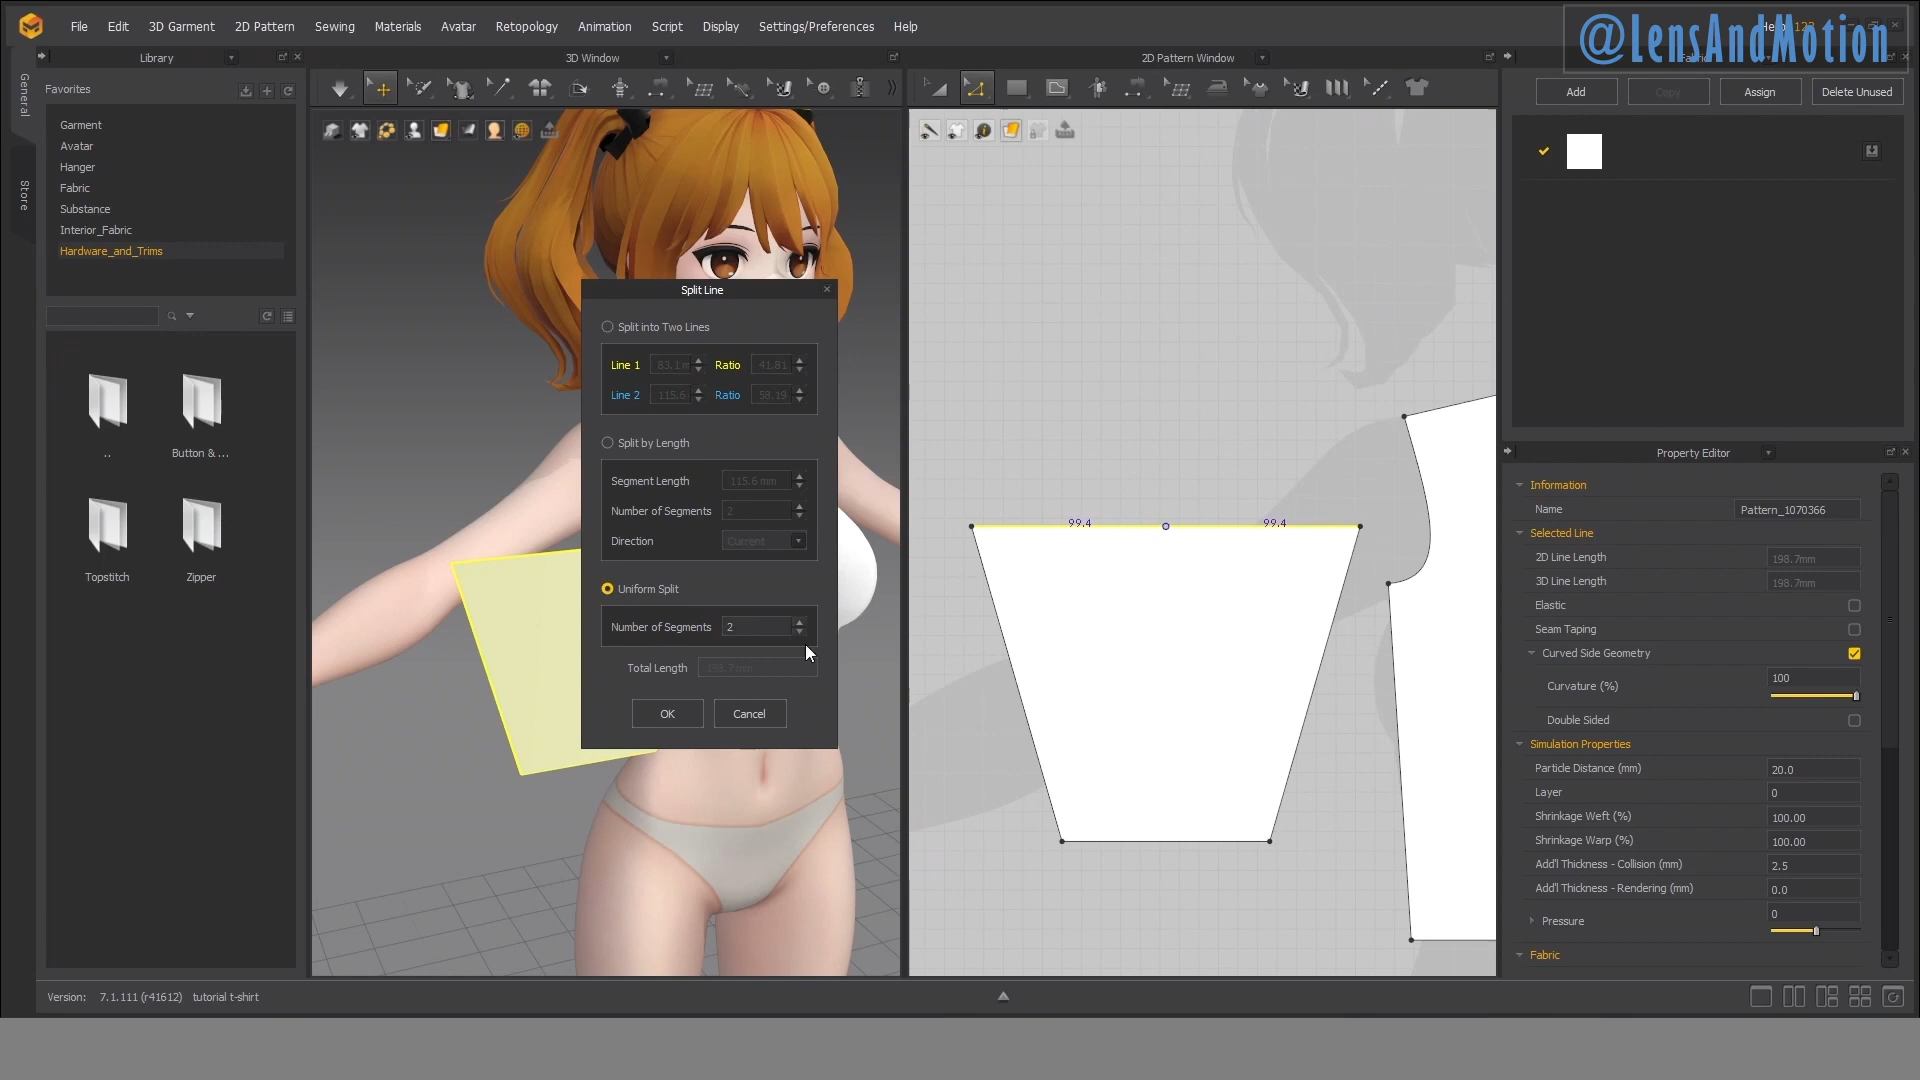 File Edit 3D Garment 2D Pattern Sewing Materials Avatar Retopology Animation Script Display Settings/Preferences Help
@LensAndMotion
Library
3D Window
2D Pattern Window
General
Store
Favorites
Garment
Avatar
Hanger
Fabric
Substance
Interior_Fabric
Hardware_and_Trims
..
Button & ...
Topstitch
Zipper
Split Line
Split into Two Lines
Line 1 83.1 Ratio 41.81
Line 2 115.6 Ratio 58.19
Split by Length
Segment Length 115.6 mm
Number of Segments 2
Direction Current
Uniform Split
Number of Segments 2
Total Length 198.7mm
OK Cancel
99.4 99.4
Add Copy Assign Delete Unused
Property Editor
Information
Name Pattern_1070366
Selected Line
2D Line Length 198.7mm
3D Line Length 198.7mm
Elastic
Seam Taping
Curved Side Geometry
Curvature (%) 100
Double Sided
Simulation Properties
Particle Distance (mm) 20.0
Layer 0
Shrinkage Weft (%) 100.00
Shrinkage Warp (%) 100.00
Add'l Thickness - Collision (mm) 2.5
Add'l Thickness - Rendering (mm) 0.0
Pressure 0
Fabric
Version: 7.1.111 (r41612) tutorial t-shirt